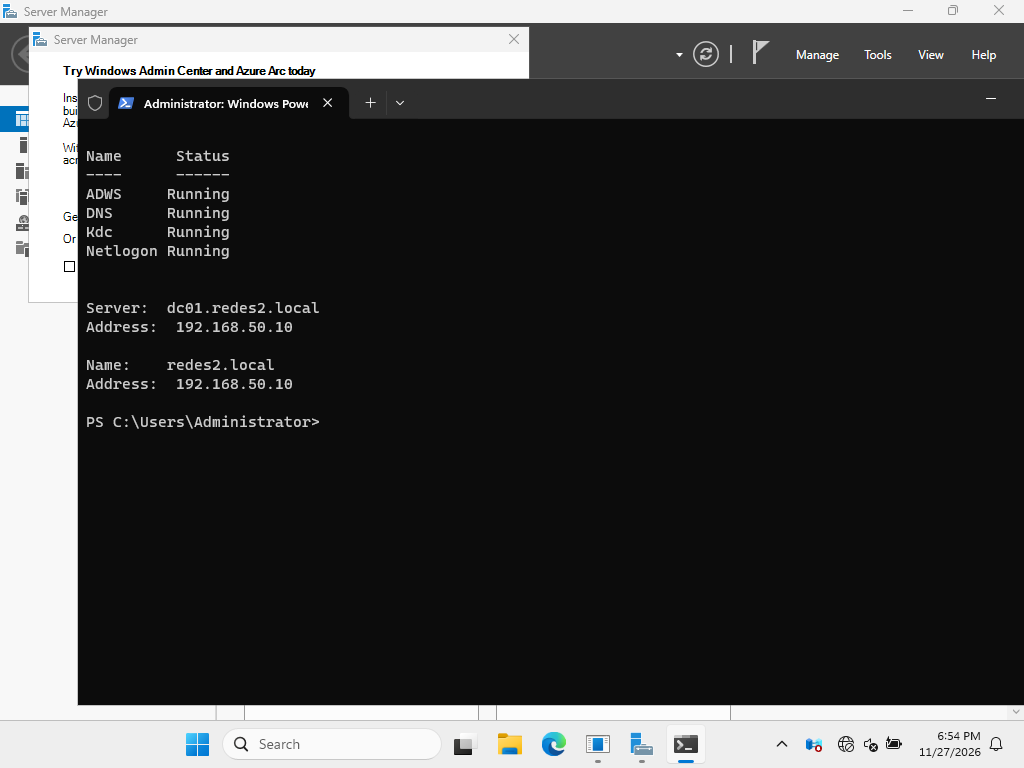 Server Manager
Server Manager
Manage Tools View Help
Try Windows Admin Center and Azure Arc today
Administrator: Windows Powe
Name      Status
----      ------
ADWS     Running
DNS      Running
Kdc      Running
Netlogon Running
Server:  dc01.redes2.local
Address:  192.168.50.10
Name:    redes2.local
Address:  192.168.50.10
PS C:\Users\Administrator>
Search
6:54 PM
11/27/2026